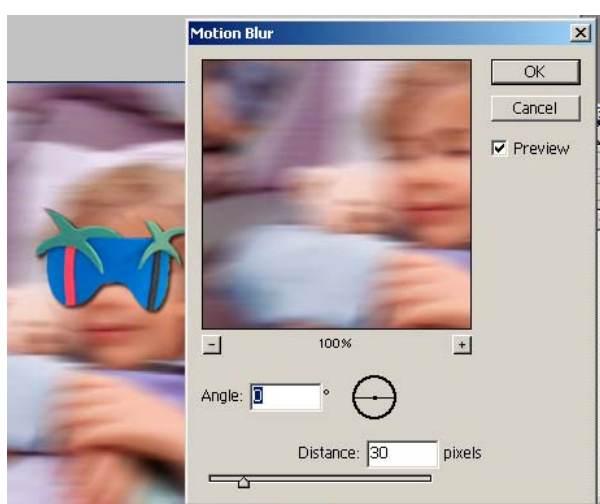 Motion Blur
OK
Cancel
Preview
100%
Angle: 0 °
Distance: 30 pixels